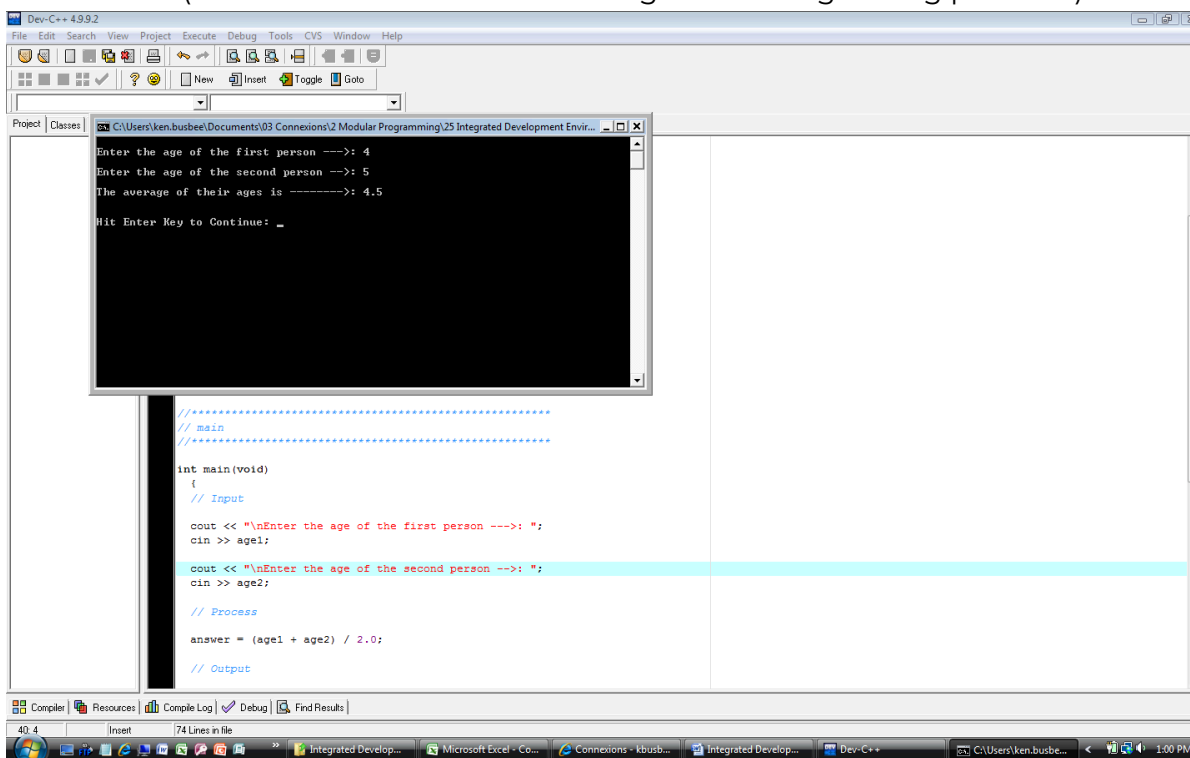 Dev-C++ 4.9.9.2
File Edit Search View Project Execute Debug Tools CVS Window Help
New Insert Toggle Goto
Project Classes
C:\Users\ken.busbee\Documents\03 Connexions\2 Modular Programming\25 Integrated Development Envir...
Enter the age of the first person --->: 4
Enter the age of the second person -->: 5
The average of their ages is -------->: 4.5
Hit Enter Key to Continue: _
//******************************************************
// main
//******************************************************
int main(void)
{
// Input
cout << "\nEnter the age of the first person --->: ";
cin >> age1;
cout << "\nEnter the age of the second person -->: ";
cin >> age2;
// Process
answer = (age1 + age2) / 2.0;
// Output
Compiler Resources Compile Log Debug Find Results
40: 4 Insert 74 Lines in file
Integrated Develop... Microsoft Excel - Co... Connexions - kbusb... Integrated Develop... Dev-C++ C:\Users\ken.busbe... 1:00 PM